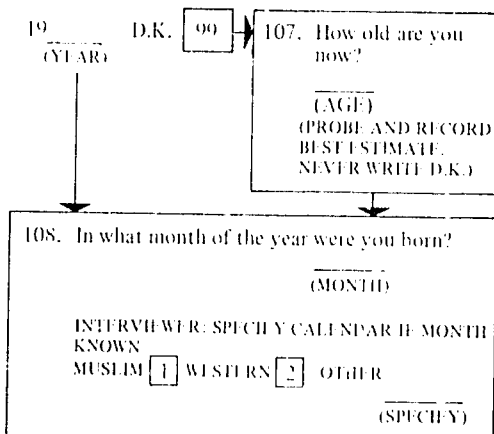 19
(YEAR)
D.K. 99
107. How old are you
now?
(AGE)
(PROBE AND RECORD
BEST ESTIMATE.
NEVER WRITE D.K.)
108. In what month of the year were you born?
(MONTH)
INTERVIEWER: SPECIFY CALENDAR IF MONTH
KNOWN
MUSLIM 1 WESTERN 2 OTHER
(SPECIFY)